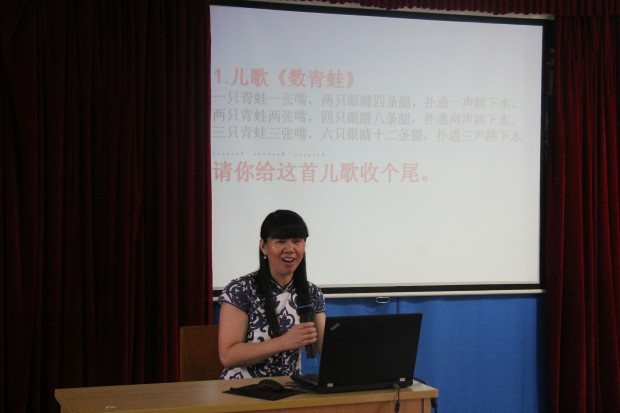 1.儿歌《数青蛙》
一只青蛙一张嘴，两只眼睛四条腿，扑通一声跳下水。
两只青蛙两张嘴，四只眼睛八条腿，扑通两声跳下水。
三只青蛙三张嘴，六只眼睛十二条腿，扑通三声跳下水
……，……，……。
请你给这首儿歌收个尾。
ThinkPad